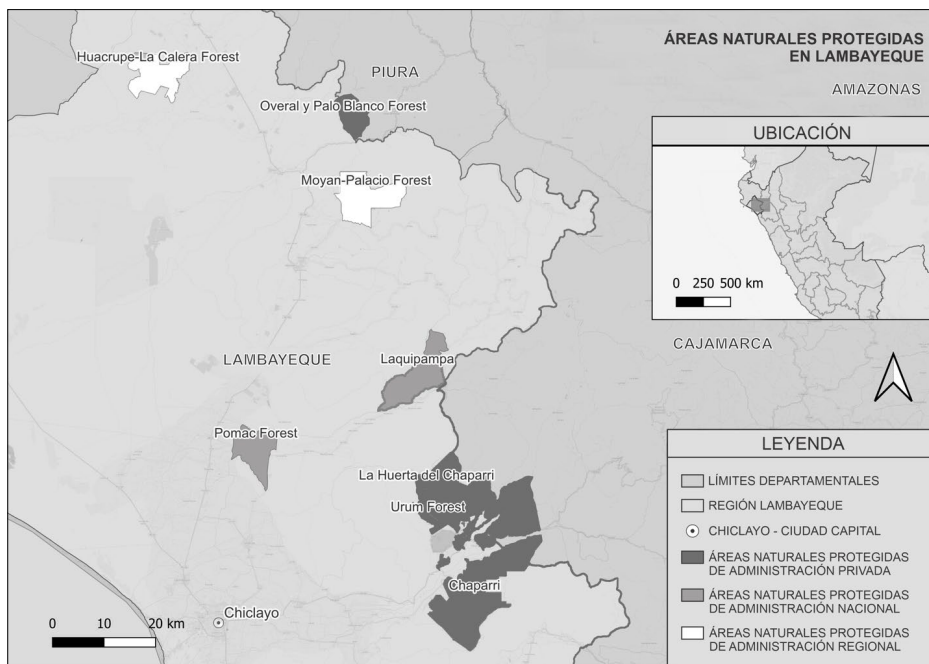 ÁREAS NATURALES PROTEGIDAS
EN LAMBAYEQUE
AMAZONAS
PIURA
Huacrupe-La Calera Forest
Overal y Palo Blanco Forest
Moyan-Palacio Forest
UBICACIÓN
0 250 500 km
CAJAMARCA
LAMBAYEQUE
Laquipampa
Pomac Forest
La Huerta del Chaparri
Urum Forest
Chaparri
Chiclayo
0 10 20 km
LEYENDA
LÍMITES DEPARTAMENTALES
REGIÓN LAMBAYEQUE
CHICLAYO - CIUDAD CAPITAL
ÁREAS NATURALES PROTEGIDAS
DE ADMINISTRACIÓN PRIVADA
ÁREAS NATURALES PROTEGIDAS
DE ADMINISTRACIÓN NACIONAL
ÁREAS NATURALES PROTEGIDAS
DE ADMINISTRACIÓN REGIONAL